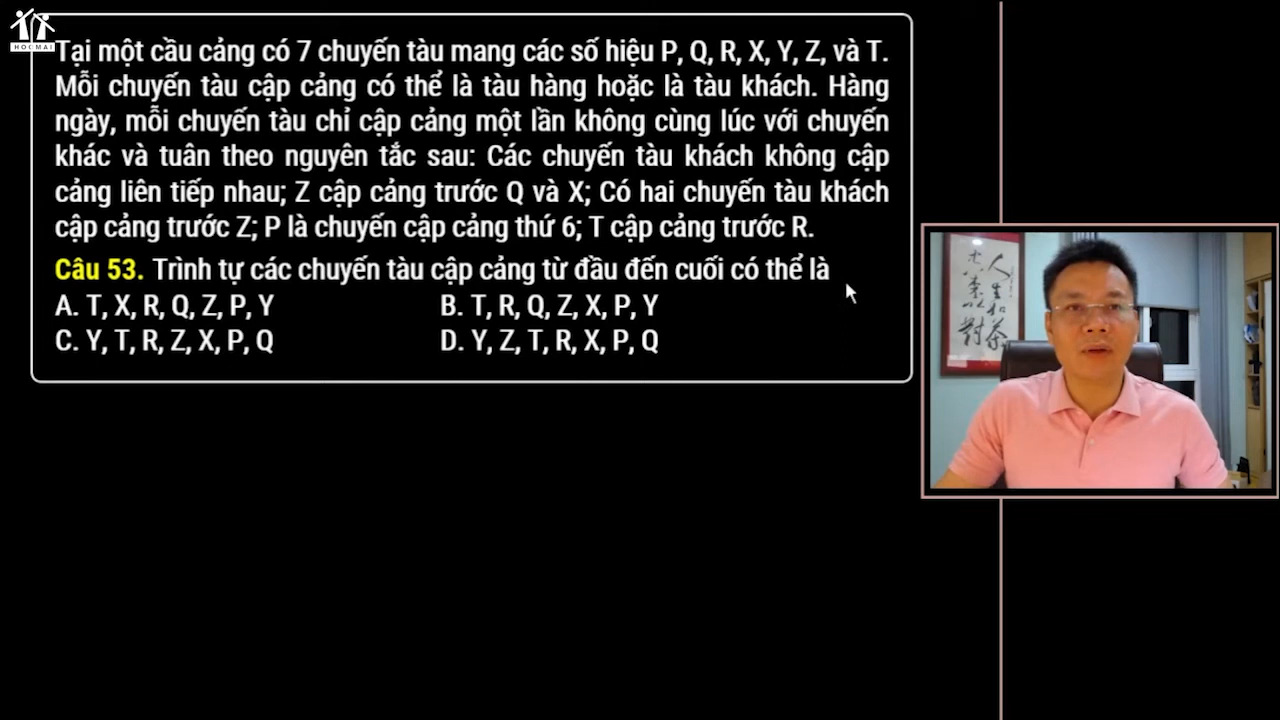 HOCMAI
Tại một cầu cảng có 7 chuyến tàu mang các số hiệu P, Q, R, X, Y, Z, và T.
Mỗi chuyến tàu cập cảng có thể là tàu hàng hoặc là tàu khách. Hàng
ngày, mỗi chuyến tàu chỉ cập cảng một lần không cùng lúc với chuyến
khác và tuân theo nguyên tắc sau: Các chuyến tàu khách không cập
cảng liên tiếp nhau; Z cập cảng trước Q và X; Có hai chuyến tàu khách
cập cảng trước Z; P là chuyến cập cảng thứ 6; T cập cảng trước R.
Câu 53. Trình tự các chuyến tàu cập cảng từ đầu đến cuối có thể là
A. T, X, R, Q, Z, P, Y B. T, R, Q, Z, X, P, Y
C. Y, T, R, Z, X, P, Q D. Y, Z, T, R, X, P, Q